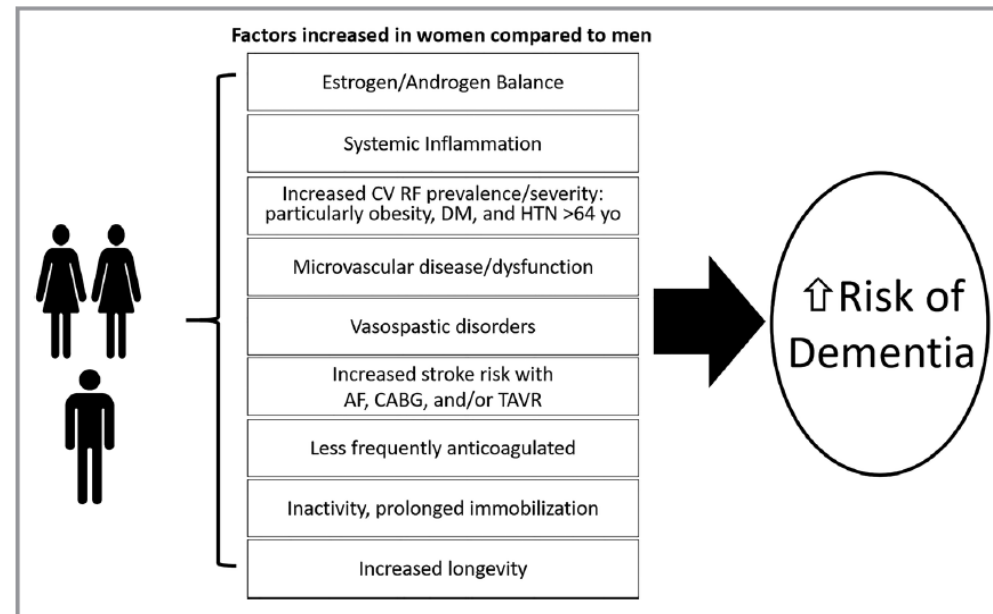 Factors increased in women compared to men
Estrogen/Androgen Balance
Systemic Inflammation
Increased CV RF prevalence/severity:
particularly obesity, DM, and HTN >64 yo
Microvascular disease/dysfunction
Vasospastic disorders
Increased stroke risk with
AF, CABG, and/or TAVR
Less frequently anticoagulated
Inactivity, prolonged immobilization
Increased longevity
⇧Risk of
Dementia